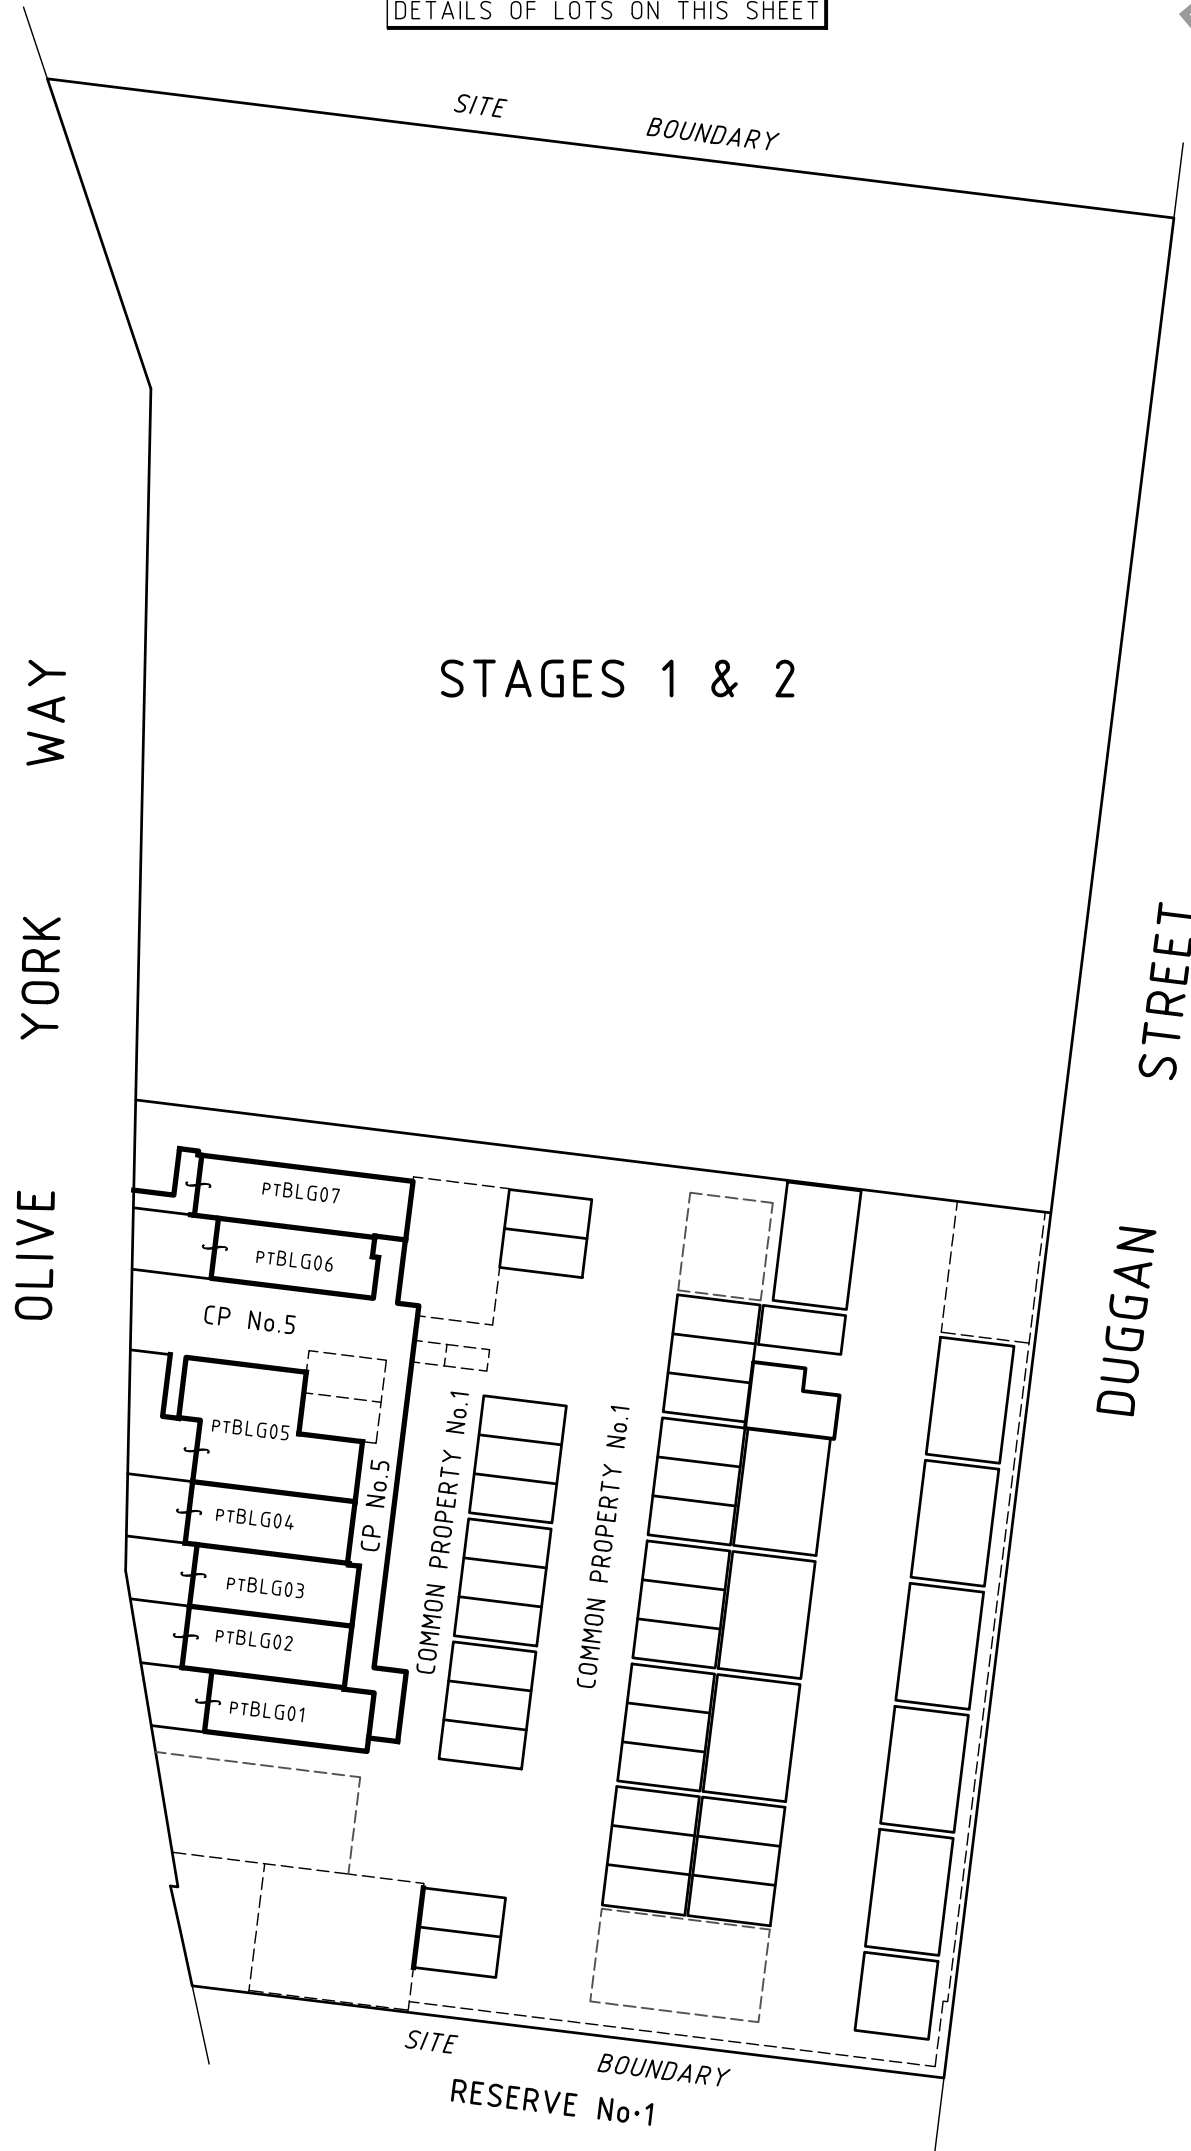 DETAILS OF LOTS ON THIS SHEET
SITE BOUNDARY
STAGES 1 & 2
OLIVE YORK WAY
DUGGAN STREET
PTBLG07
PTBLG06
CP No.5
PTBLG05
PTBLG04
PTBLG03
PTBLG02
PTBLG01
CP No.5
COMMON PROPERTY No.1
COMMON PROPERTY No.1
SITE BOUNDARY
RESERVE No·1